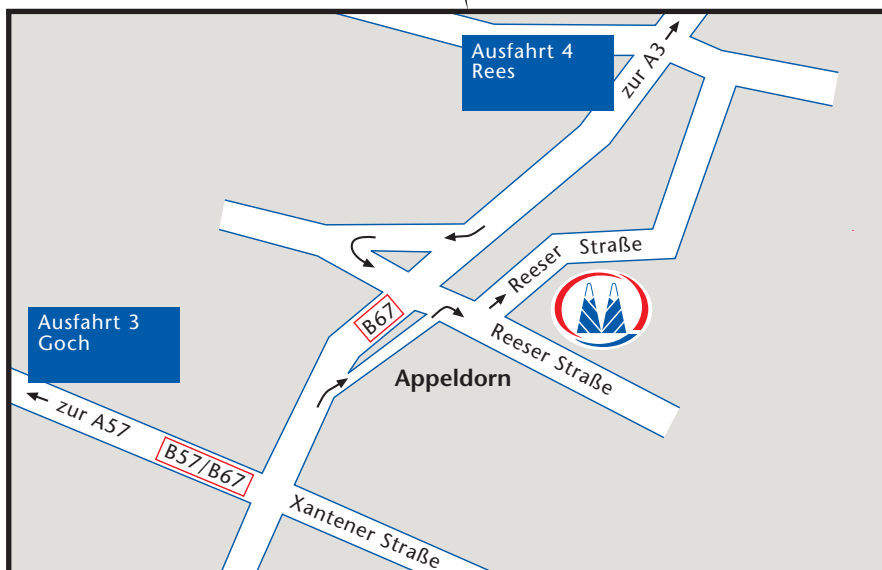 Ausfahrt 4
Rees
zur A3
Reeser Straße
B67
Reeser Straße
Ausfahrt 3
Goch
Appeldorn
zur A57
B57/B67
Xantener Straße